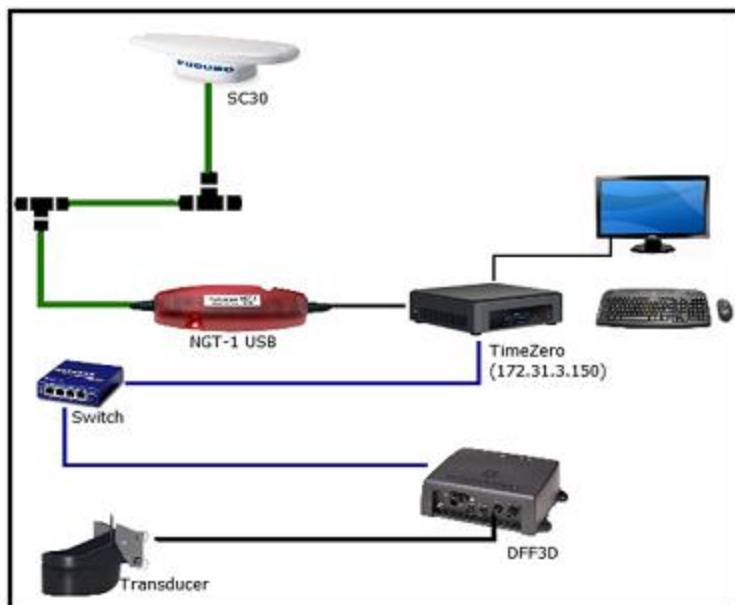 FURUNO
SC30
NGT-1 USB
TimeZero
(172.31.3.150)
Switch
DFF3D
Transducer